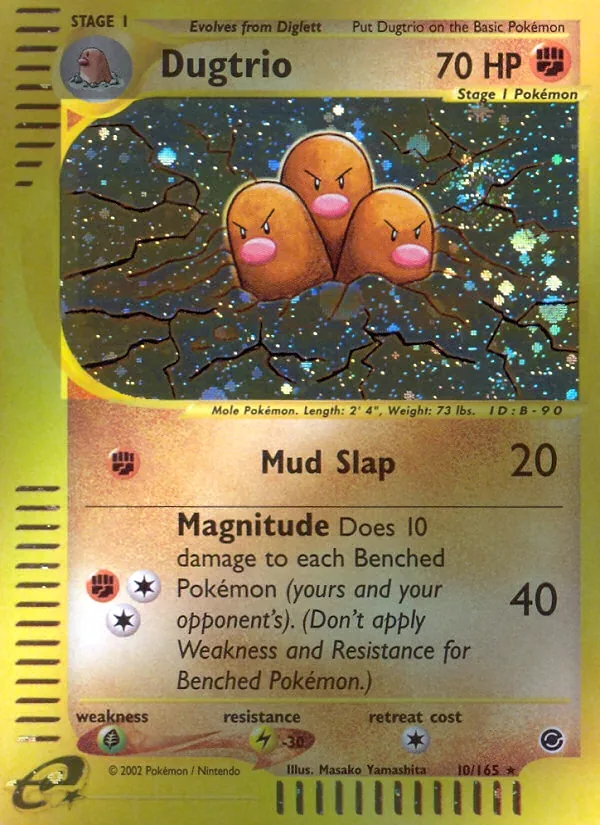 STAGE 1
Evolves from Diglett
Put Dugtrio on the Basic Pokémon
Dugtrio
70 HP
Stage 1 Pokémon
Mole Pokémon. Length: 2' 4", Weight: 73 lbs. ID:B-90
Mud Slap 20
Magnitude Does 10
damage to each Benched
Pokémon (yours and your
opponent's). (Don't apply
Weakness and Resistance for
Benched Pokémon.)
40
weakness resistance retreat cost
-30
© 2002 Pokémon / Nintendo
Illus. Masako Yamashita
10/165 ★
e